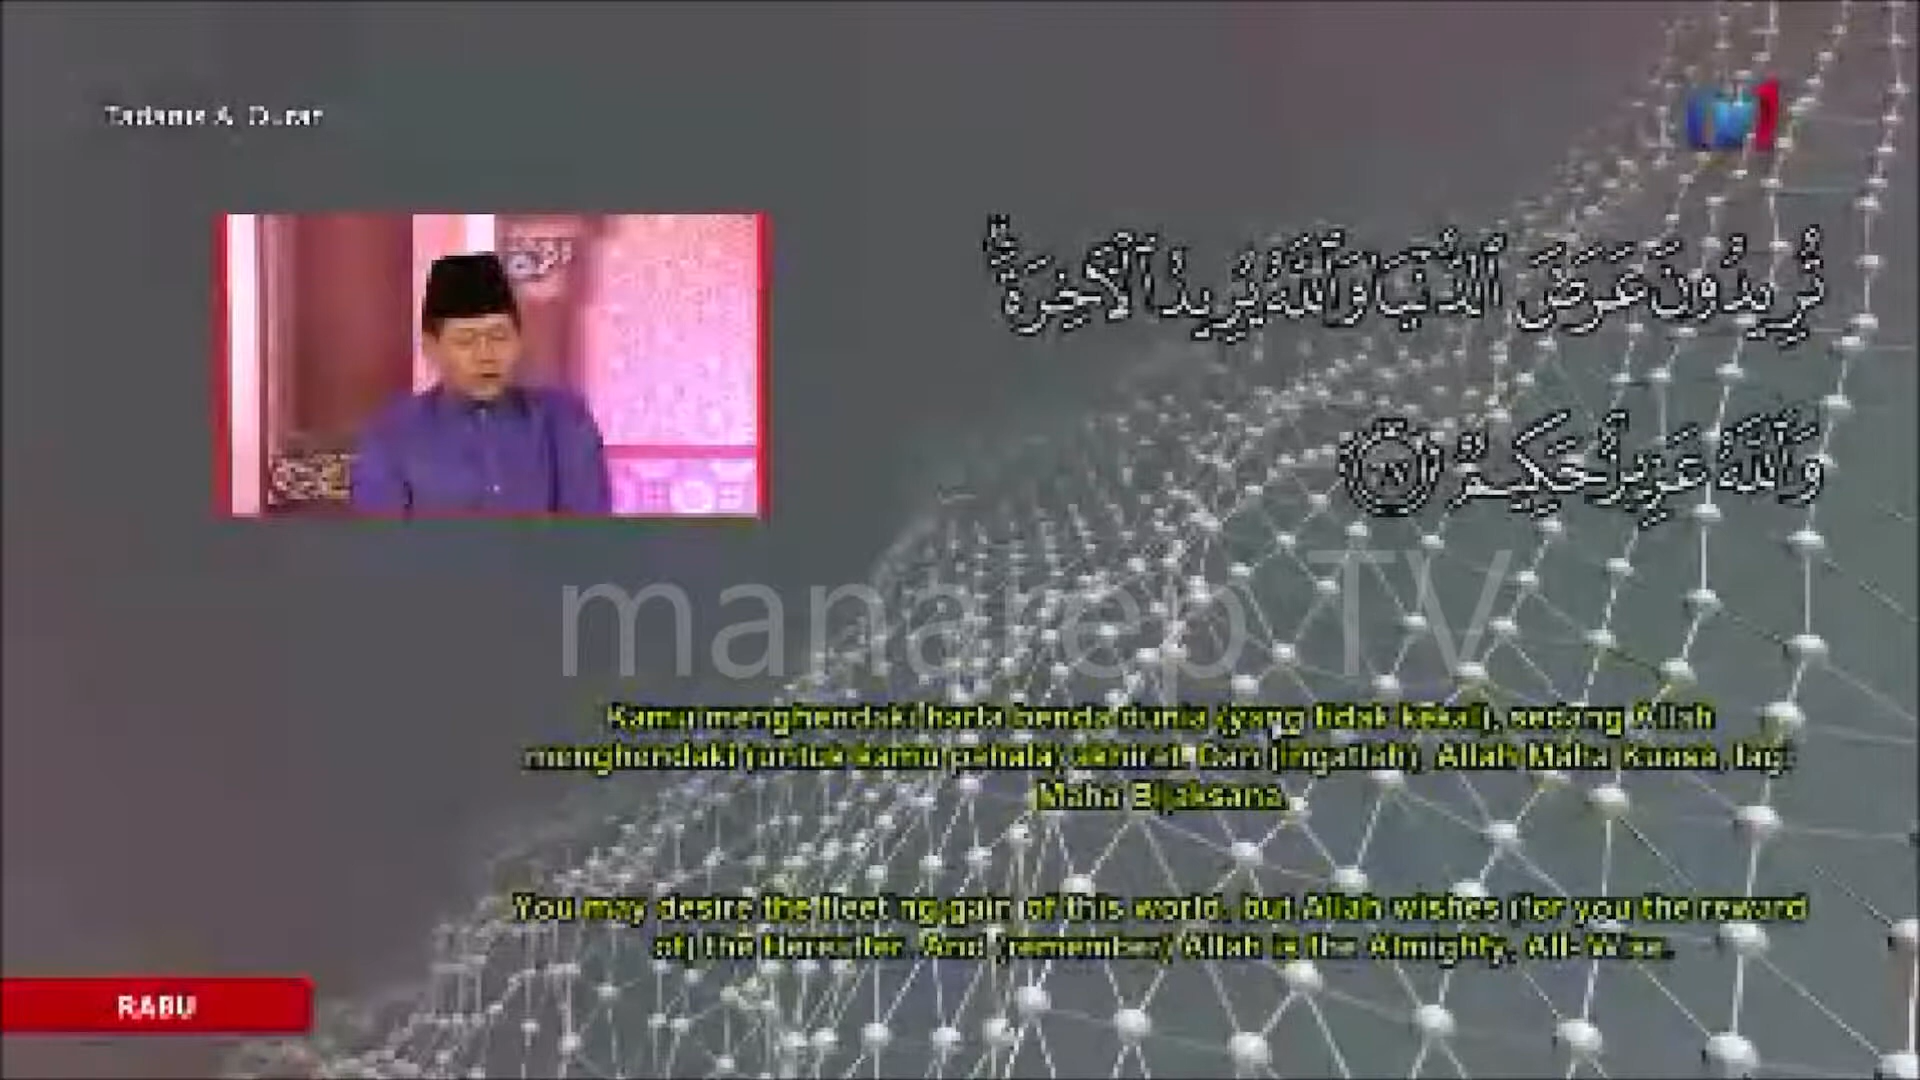 Tadarus Al-Quran
tv1
تُرِيدُونَ عَرَضَ ٱلدُّنْيَا وَٱللَّهُ يُرِيدُ ٱلْأَخِرَةَۗ
وَٱللَّهُ عَزِيزٌ حَكِيمٌ ٦٧
manarep TV
Kamu menghendaki harta benda dunia (yang tidak kekal), sedang Allah
menghendaki (untuk kamu pahala) akhirat. Dan (ingatlah), Allah Maha Kuasa, lagi
Maha Bijaksana.
You may desire the fleeting gain of this world, but Allah wishes (for you the reward
of) the Hereafter. And (remember) Allah is the Almighty, All-Wise.
RABU